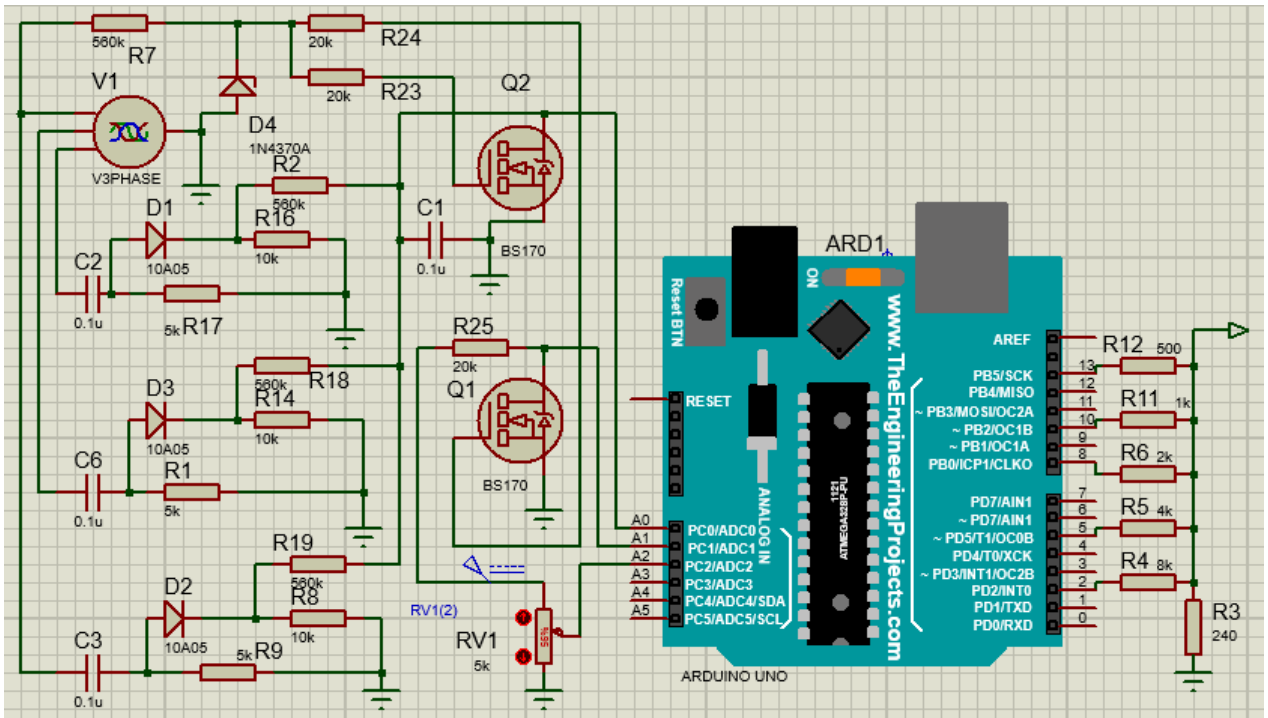 560k
R7
20k
R24
20k
R23
V1
V3PHASE
D4
1N4370A
Q2
BS170
R2
560k
D1
10A05
R16
10k
C1
0.1u
C2
0.1u
5k
R17
R18
560k
D3
10A05
R14
10k
C6
0.1u
R1
5k
R19
560k
D2
10A05
R8
10k
C3
0.1u
5k
R9
R25
20k
Q1
BS170
RV1(2)
RV1
5k
56%
ARD1
ON
Reset BTN
www.TheEngineeringProjects.com
1121
ATMEGA328P-PU
ANALOG IN
RESET
A0 PC0/ADC0
A1 PC1/ADC1
A2 PC2/ADC2
A3 PC3/ADC3
A4 PC4/ADC4/SDA
A5 PC5/ADC5/SCL
AREF
PB5/SCK 13
PB4/MISO 12
~ PB3/MOSI/OC2A 11
~ PB2/OC1B 10
~ PB1/OC1A 9
PB0/ICP1/CLKO 8
PD7/AIN1 7
~ PD7/AIN1 6
~ PD5/T1/OC0B 5
PD4/T0/XCK 4
~ PD3/INT1/OC2B 3
PD2/INT0 2
PD1/TXD 1
PD0/RXD 0
ARDUINO UNO
R12
500
R11
1k
R6
2k
R5
4k
R4
8k
R3
240